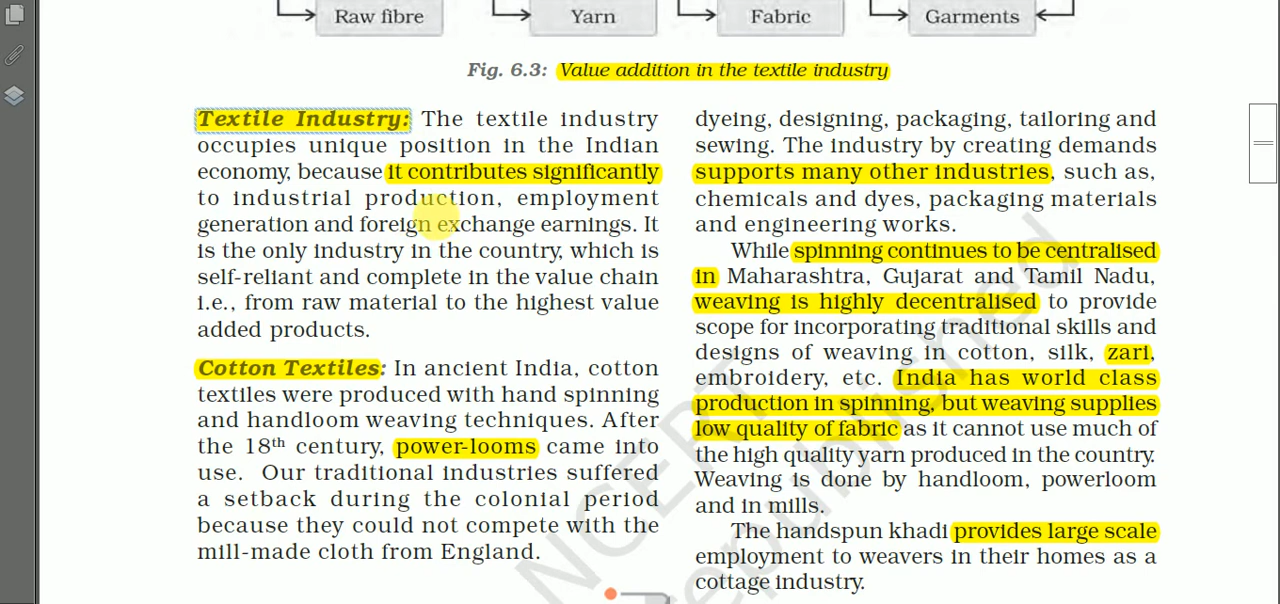 Raw fibre
Yarn
Fabric
Garments
Fig. 6.3: Value addition in the textile industry
Textile Industry: The textile industry
occupies unique position in the Indian
economy, because it contributes significantly
to industrial production, employment
generation and foreign exchange earnings. It
is the only industry in the country, which is
self-reliant and complete in the value chain
i.e., from raw material to the highest value
added products.
Cotton Textiles: In ancient India, cotton
textiles were produced with hand spinning
and handloom weaving techniques. After
the 18th century, power-looms came into
use. Our traditional industries suffered
a setback during the colonial period
because they could not compete with the
mill-made cloth from England.
dyeing, designing, packaging, tailoring and
sewing. The industry by creating demands
supports many other industries, such as,
chemicals and dyes, packaging materials
and engineering works.
While spinning continues to be centralised
in Maharashtra, Gujarat and Tamil Nadu,
weaving is highly decentralised to provide
scope for incorporating traditional skills and
designs of weaving in cotton, silk, zari,
embroidery, etc. India has world class
production in spinning, but weaving supplies
low quality of fabric as it cannot use much of
the high quality yarn produced in the country.
Weaving is done by handloom, powerloom
and in mills.
The handspun khadi provides large scale
employment to weavers in their homes as a
cottage industry.
NCERT
republished